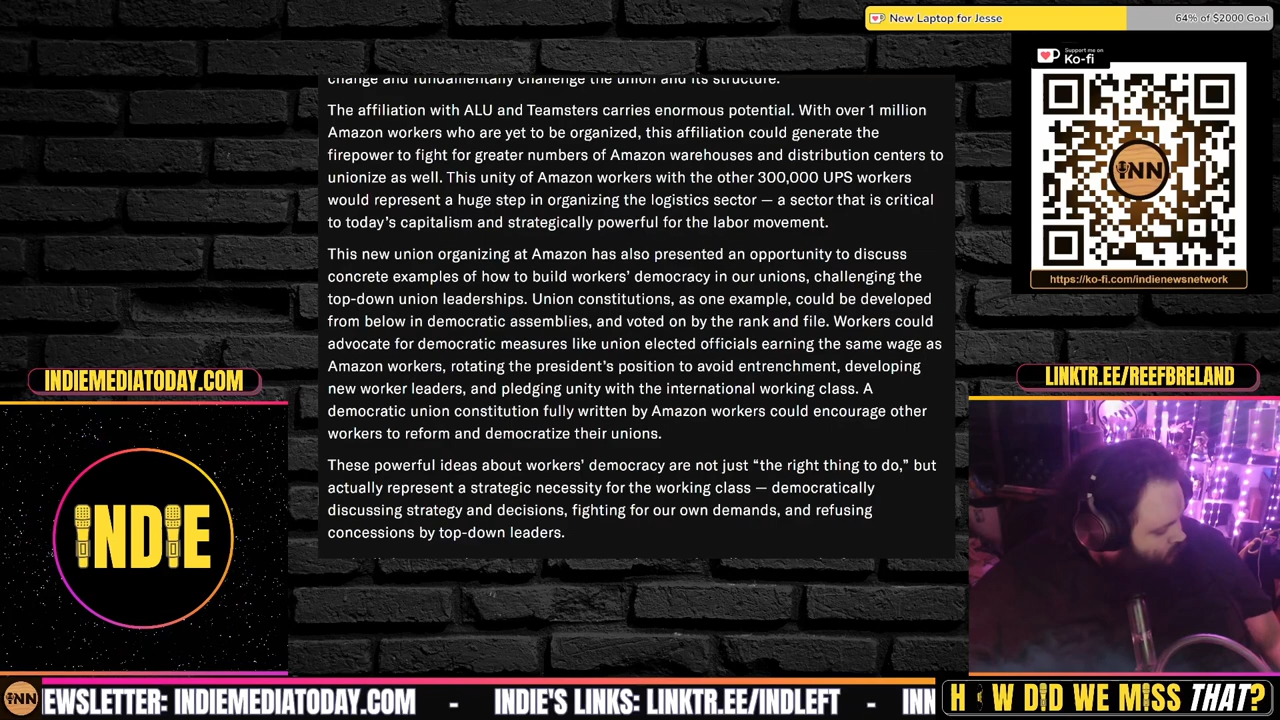 New Laptop for Jesse
64% of $2000 Goal
Support me on
Ko-fi
INN
https://ko-fi.com/indienewsnetwork
change and fundamentally challenge the union and its structure.
The affiliation with ALU and Teamsters carries enormous potential. With over 1 million
Amazon workers who are yet to be organized, this affiliation could generate the
firepower to fight for greater numbers of Amazon warehouses and distribution centers to
unionize as well. This unity of Amazon workers with the other 300,000 UPS workers
would represent a huge step in organizing the logistics sector — a sector that is critical
to today’s capitalism and strategically powerful for the labor movement.
This new union organizing at Amazon has also presented an opportunity to discuss
concrete examples of how to build workers’ democracy in our unions, challenging the
top-down union leaderships. Union constitutions, as one example, could be developed
from below in democratic assemblies, and voted on by the rank and file. Workers could
advocate for democratic measures like union elected officials earning the same wage as
Amazon workers, rotating the president’s position to avoid entrenchment, developing
new worker leaders, and pledging unity with the international working class. A
democratic union constitution fully written by Amazon workers could encourage other
workers to reform and democratize their unions.
These powerful ideas about workers’ democracy are not just “the right thing to do,” but
actually represent a strategic necessity for the working class — democratically
discussing strategy and decisions, fighting for our own demands, and refusing
concessions by top-down leaders.
INDIEMEDIATODAY.COM
INDIE
LINKTR.EE/REEFBRELAND
INN
EWSLETTER: INDIEMEDIATODAY.COM - INDIE'S LINKS: LINKTR.EE/INDLEFT - INN
HOW DID WE MISS THAT?